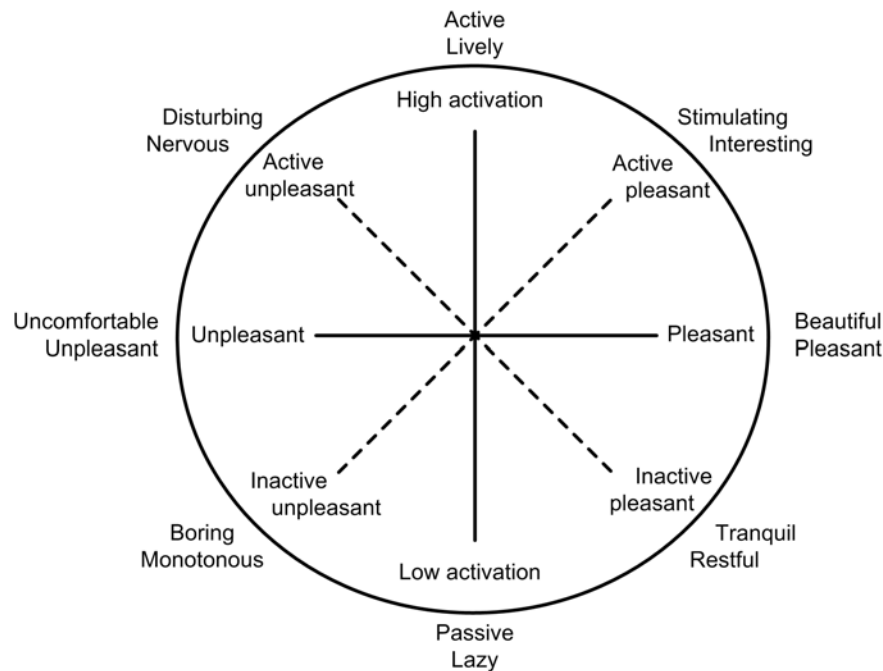 Active
Lively
High activation
Disturbing
Nervous
Stimulating
Interesting
Active
unpleasant
Active
pleasant
Uncomfortable
Unpleasant
Unpleasant
Pleasant
Beautiful
Pleasant
Inactive
unpleasant
Inactive
pleasant
Boring
Monotonous
Tranquil
Restful
Low activation
Passive
Lazy